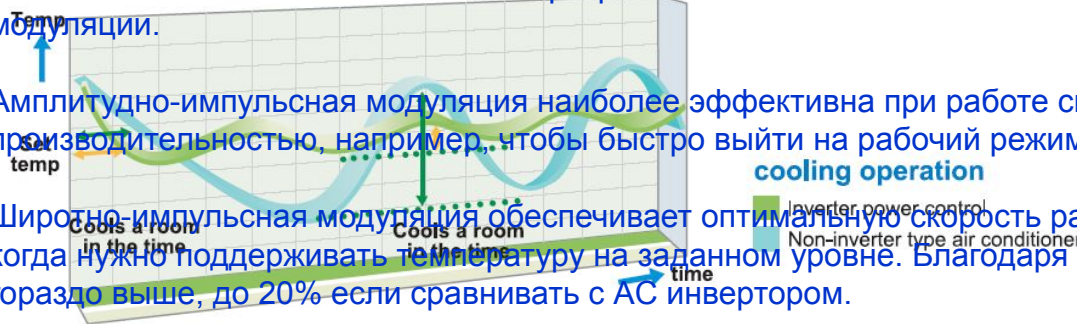 Temp
модуляции.
Амплитудно-импульсная модуляция наиболее эффективна при работе
производительностью, например, чтобы быстро выйти на рабочий режим
Set
temp
cooling operation
Inverter power control
Широтно-импульсная модуляция обеспечивает оптимальную скорость
Non-inverter type air conditioner
Cools a room
in the time
Cools a room
in the time
когда нужно поддерживать температуру на заданном уровне. Благодаря
time
гораздо выше, до 20% если сравнивать с АС инвертором.